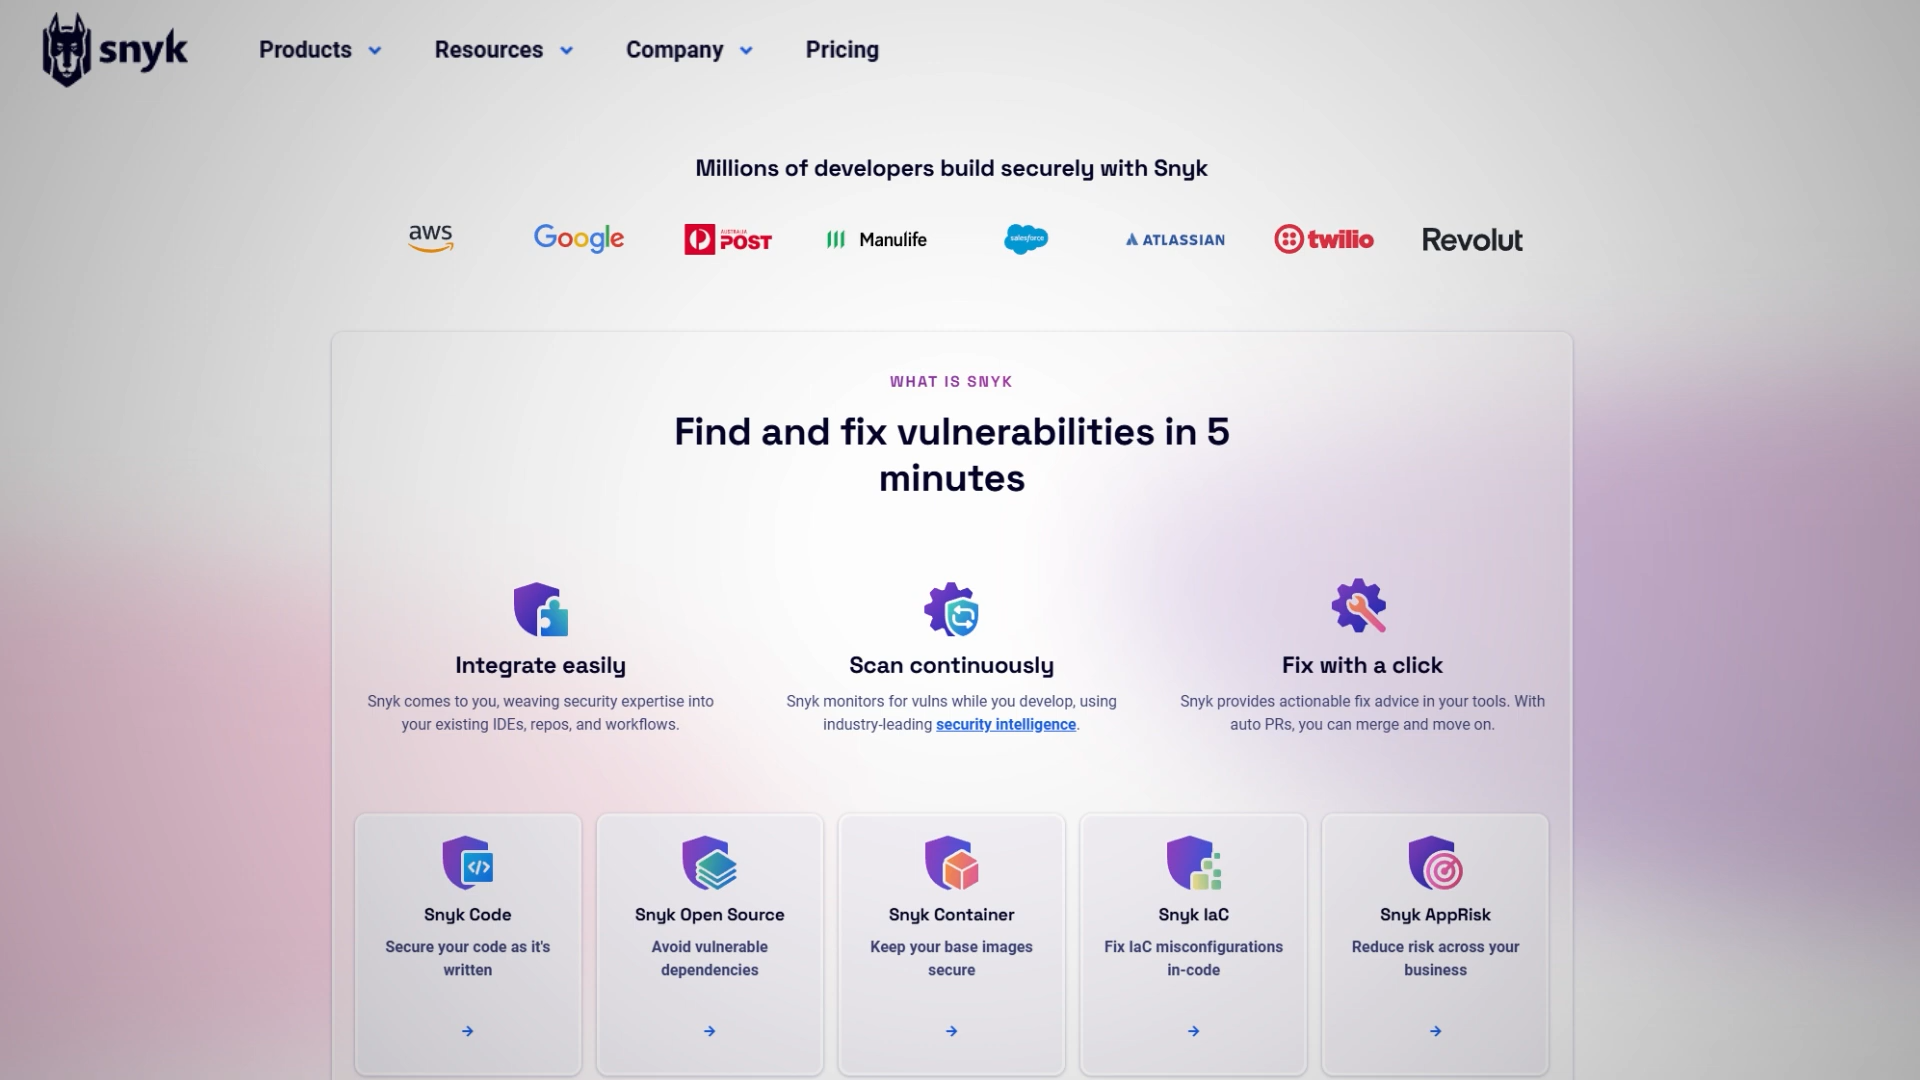 snyk
Products
Resources
Company
Pricing
Millions of developers build securely with Snyk
aws
Google
AUSTRALIA
POST
Manulife
salesforce
ATLASSIAN
twilio
Revolut
WHAT IS SNYK
Find and fix vulnerabilities in 5
minutes
Integrate easily
Snyk comes to you, weaving security expertise into
your existing IDEs, repos, and workflows.
Scan continuously
Snyk monitors for vulns while you develop, using
industry-leading security intelligence.
Fix with a click
Snyk provides actionable fix advice in your tools. With
auto PRs, you can merge and move on.
Snyk Code
Secure your code as it's
written
Snyk Open Source
Avoid vulnerable
dependencies
Snyk Container
Keep your base images
secure
Snyk IaC
Fix IaC misconfigurations
in-code
Snyk AppRisk
Reduce risk across your
business